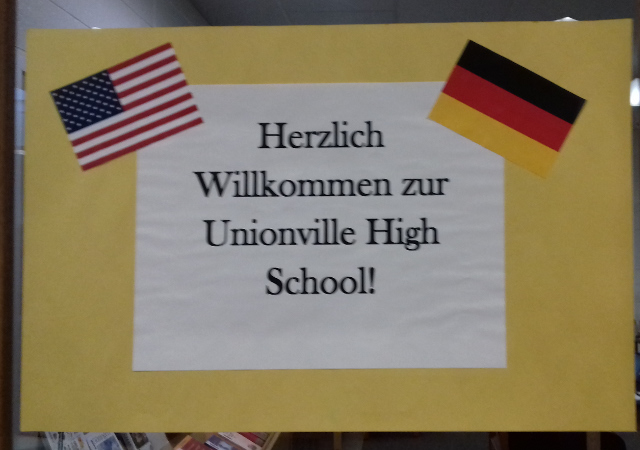 Herzlich
Willkommen zur
Unionville High
School!